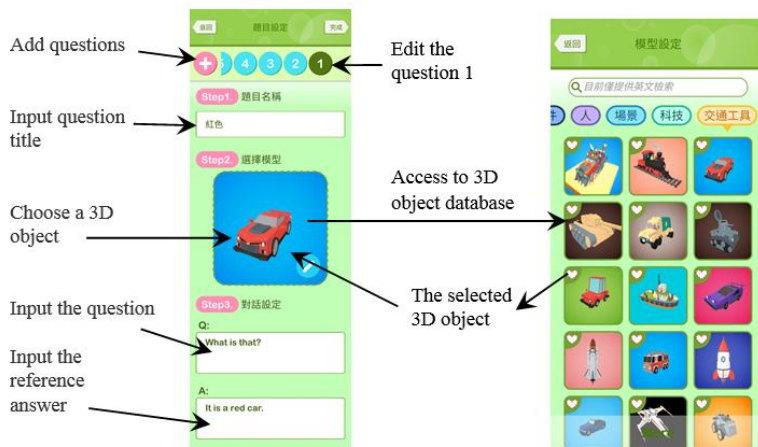 Add questions
Input question
title
Choose a 3D
object
Input the question
Input the
reference
answer
返回
題目設定
完成
4
3
2
1
Step1. 題目名稱
紅色
Step2. 選擇模型
Step3. 對話設定
Q:
What is that?
A:
It is a red car.
Edit the
question 1
Access to 3D
object database
The selected
3D object
返回
模型設定
目前僅提供英文檢索
件
人
場景
科技
交通工具